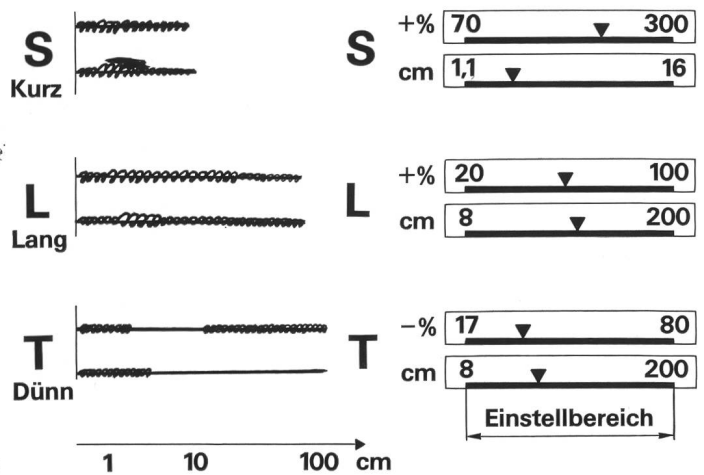 S
Kurz
S
+% 70 300
cm 1,1 16
L
Lang
L
+% 20 100
cm 8 200
T
Dünn
T
-% 17 80
cm 8 200
Einstellbereich
1 10 100 cm